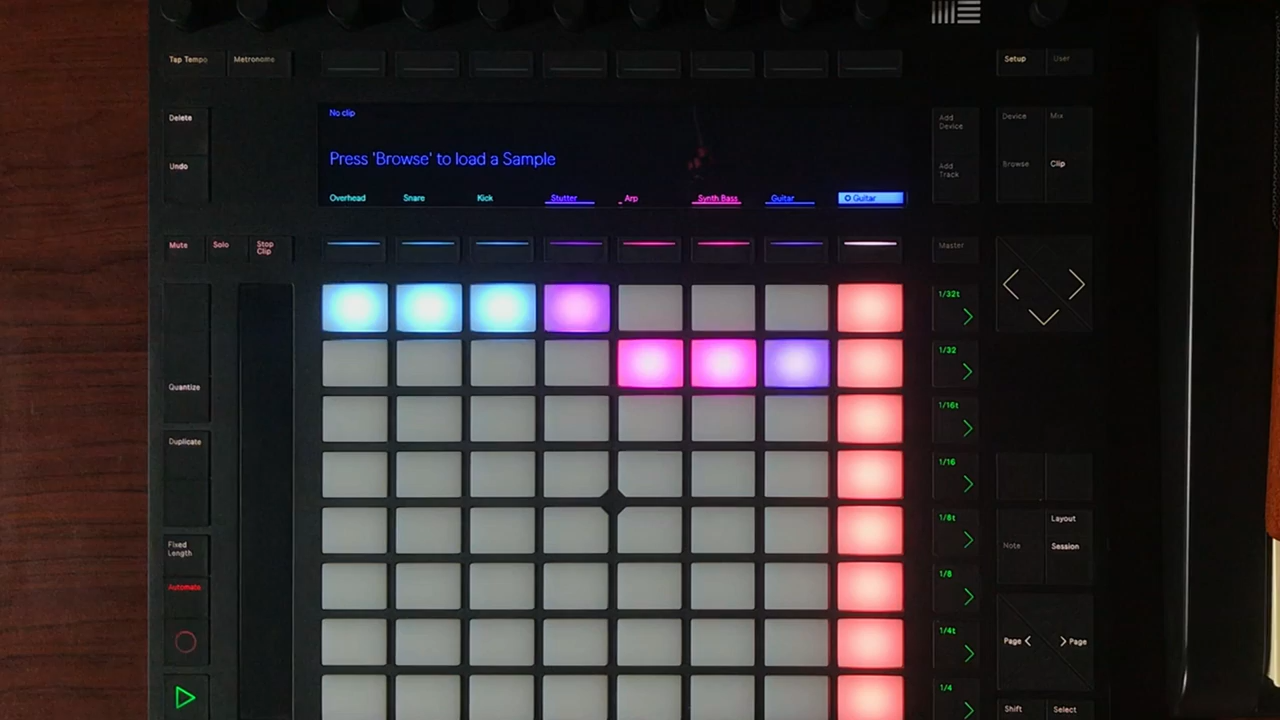 Tap Tempo Metronome Setup User
Delete
No clip
Add Device
Device Mix
Press 'Browse' to load a Sample
Undo
Add Track
Browse Clip
Overhead Snare Kick Stutter Arp Synth Bass Guitar Guitar
Mute Solo Stop Clip
Master
1/32t
1/32
Quantize
1/16t
Duplicate
1/16
1/8t
Layout
Fixed Length
Note Session
1/8
Automate
1/4t
Page < > Page
1/4
Shift Select